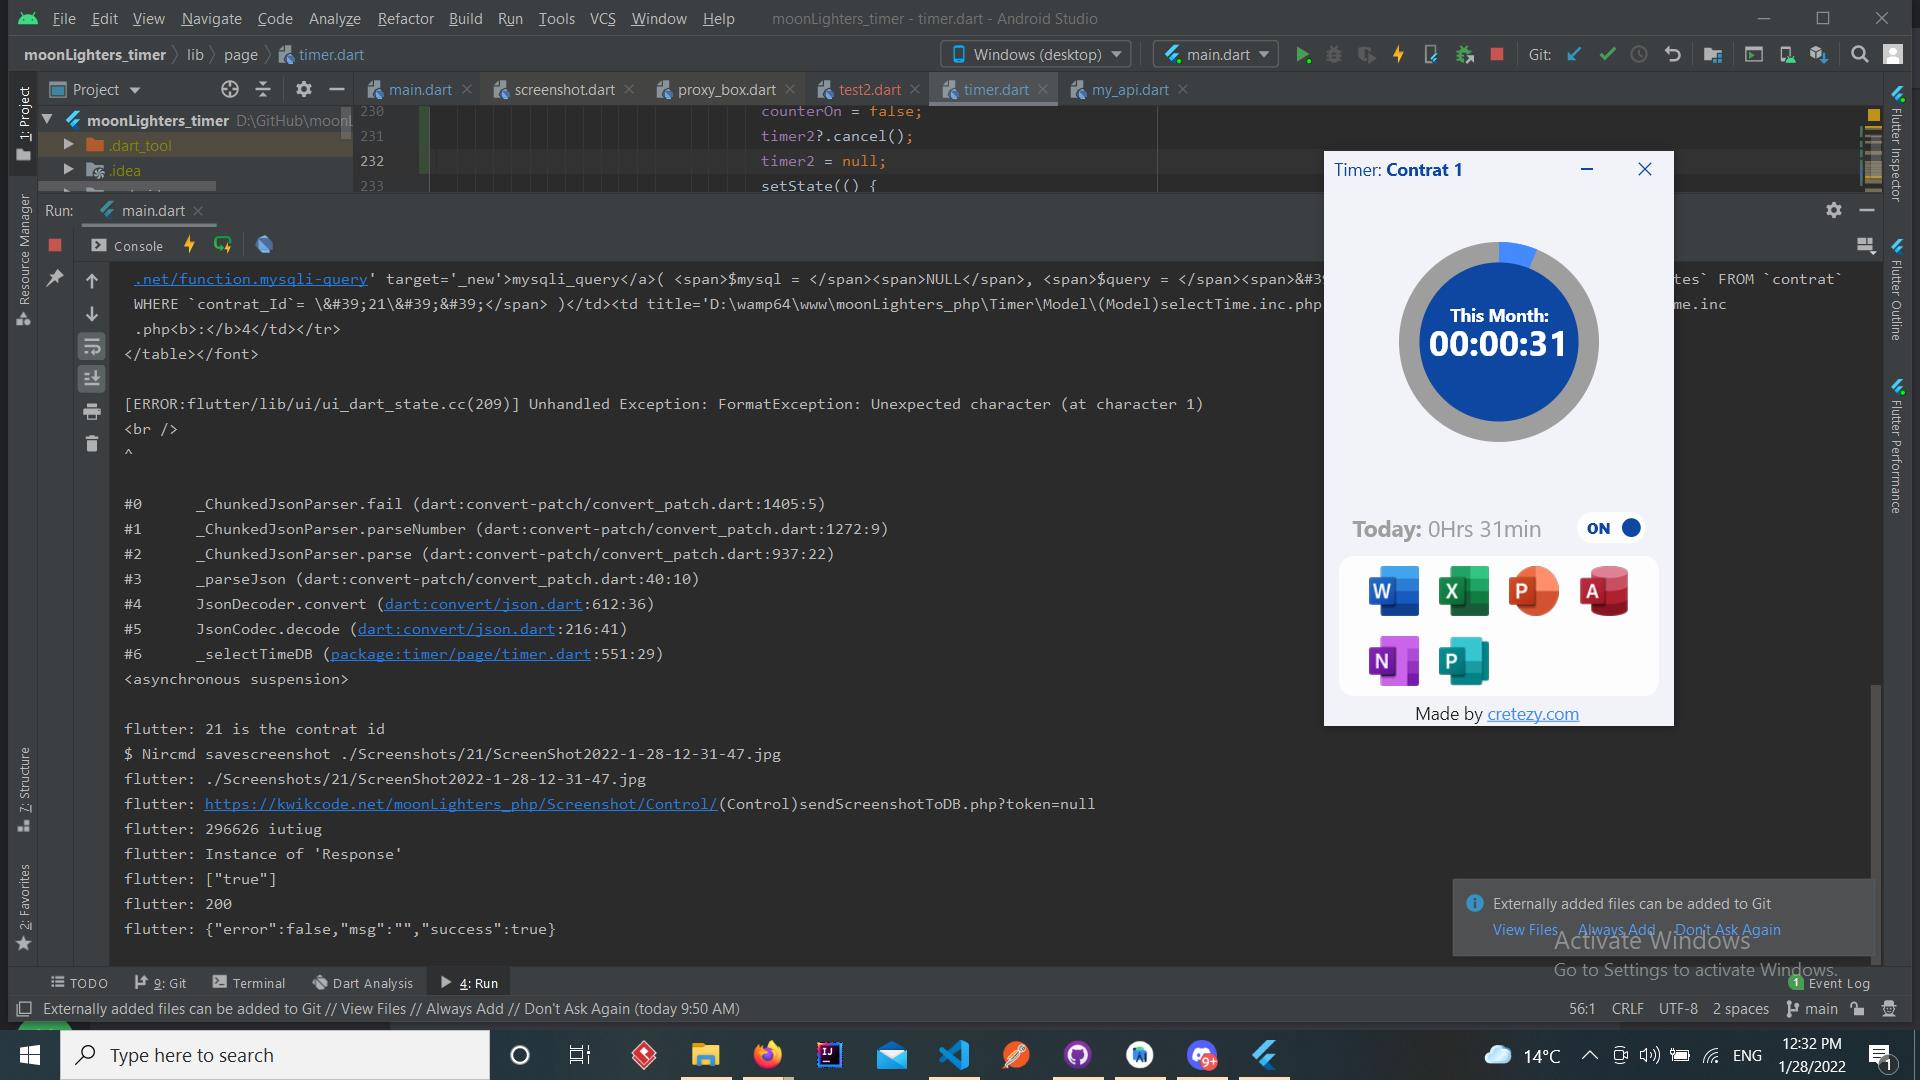 File Edit View Navigate Code Analyze Refactor Build Run Tools VCS Window Help moonLighters_timer - timer.dart - Android Studio
moonLighters_timer lib page timer.dart Windows (desktop) main.dart Git:
1: Project
Resource Manager
7: Structure
2: Favorites
Project main.dart screenshot.dart proxy_box.dart test2.dart timer.dart my_api.dart
moonLighters_timer D:\GitHub\moonL
.dart_tool
.idea
230 counterOn = false;
231 timer2?.cancel();
232 timer2 = null;
233 setState(() {
Run: main.dart
Console
.net/function.mysqli-query' target='_new'>mysqli_query</a>( <span>$mysql = </span><span>NULL</span>, <span>$query = </span><span>&#39 tes` FROM `contrat`
WHERE `contrat_Id`= \&#39;21\&#39;&#39;</span> )</td><td title='D:\wamp64\www\moonLighters_php\Timer\Model\(Model)selectTime.inc.php me.inc
.php<b>:</b>4</td></tr>
</table></font>
[ERROR:flutter/lib/ui/ui_dart_state.cc(209)] Unhandled Exception: FormatException: Unexpected character (at character 1)
<br />
^
#0 _ChunkedJsonParser.fail (dart:convert-patch/convert_patch.dart:1405:5)
#1 _ChunkedJsonParser.parseNumber (dart:convert-patch/convert_patch.dart:1272:9)
#2 _ChunkedJsonParser.parse (dart:convert-patch/convert_patch.dart:937:22)
#3 _parseJson (dart:convert-patch/convert_patch.dart:40:10)
#4 JsonDecoder.convert (dart:convert/json.dart:612:36)
#5 JsonCodec.decode (dart:convert/json.dart:216:41)
#6 _selectTimeDB (package:timer/page/timer.dart:551:29)
<asynchronous suspension>
flutter: 21 is the contrat id
$ Nircmd savescreenshot ./Screenshots/21/ScreenShot2022-1-28-12-31-47.jpg
flutter: ./Screenshots/21/ScreenShot2022-1-28-12-31-47.jpg
flutter: https://kwikcode.net/moonLighters_php/Screenshot/Control/(Control)sendScreenshotToDB.php?token=null
flutter: 296626 iutiug
flutter: Instance of 'Response'
flutter: ["true"]
flutter: 200
flutter: {"error":false,"msg":"","success":true}
Timer: Contrat 1
This Month:
00:00:31
Today: 0Hrs 31min ON
W X P A
N P
Made by cretezy.com
Flutter Inspector
Flutter Outline
Flutter Performance
Externally added files can be added to Git
View Files Always Add Don't Ask Again
Activate Windows
Go to Settings to activate Windows.
TODO 9: Git Terminal Dart Analysis 4: Run 1 Event Log
Externally added files can be added to Git // View Files // Always Add // Don't Ask Again (today 9:50 AM) 56:1 CRLF UTF-8 2 spaces main
Type here to search IJ 9+ 14°C ENG 12:32 PM
1/28/2022 1